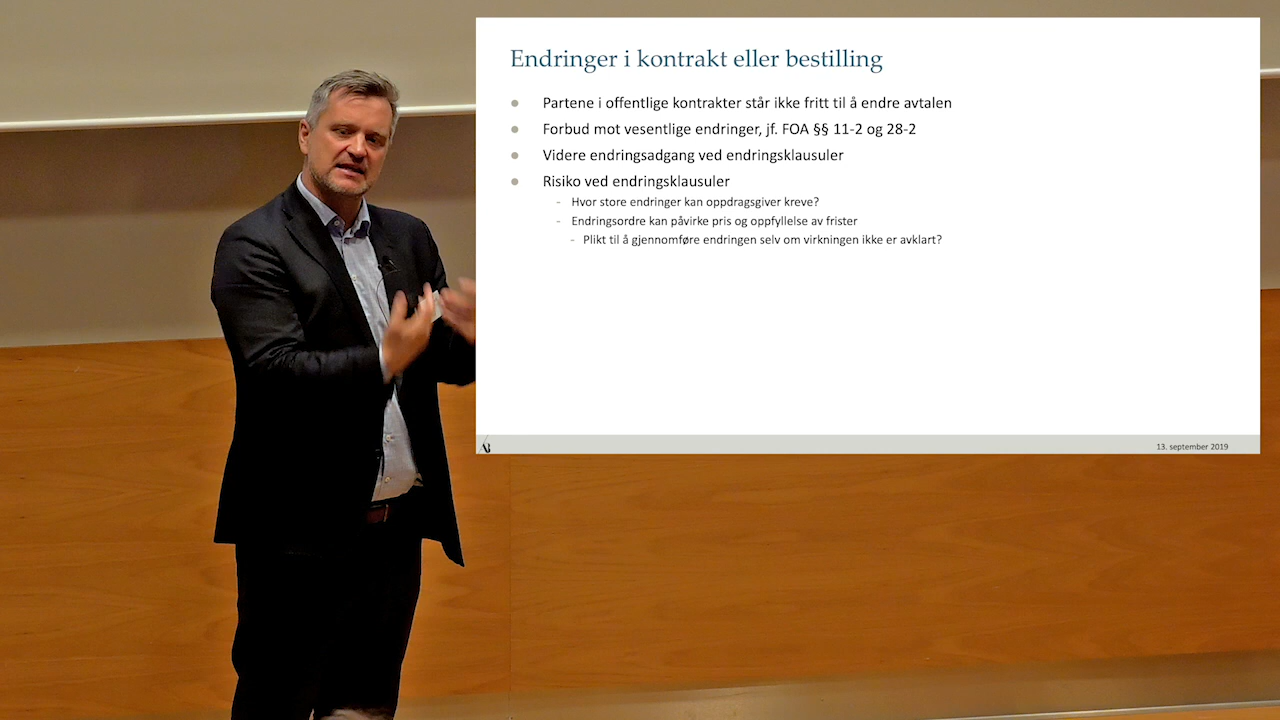 Endringer i kontrakt eller bestilling
Partene i offentlige kontrakter står ikke fritt til å endre avtalen
Forbud mot vesentlige endringer, jf. FOA §§ 11-2 og 28-2
Videre endringsadgang ved endringsklausuler
Risiko ved endringsklausuler
- Hvor store endringer kan oppdragsgiver kreve?
- Endringsordre kan påvirke pris og oppfyllelse av frister
- Plikt til å gjennomføre endringen selv om virkningen ikke er avklart?
AB
13. september 2019